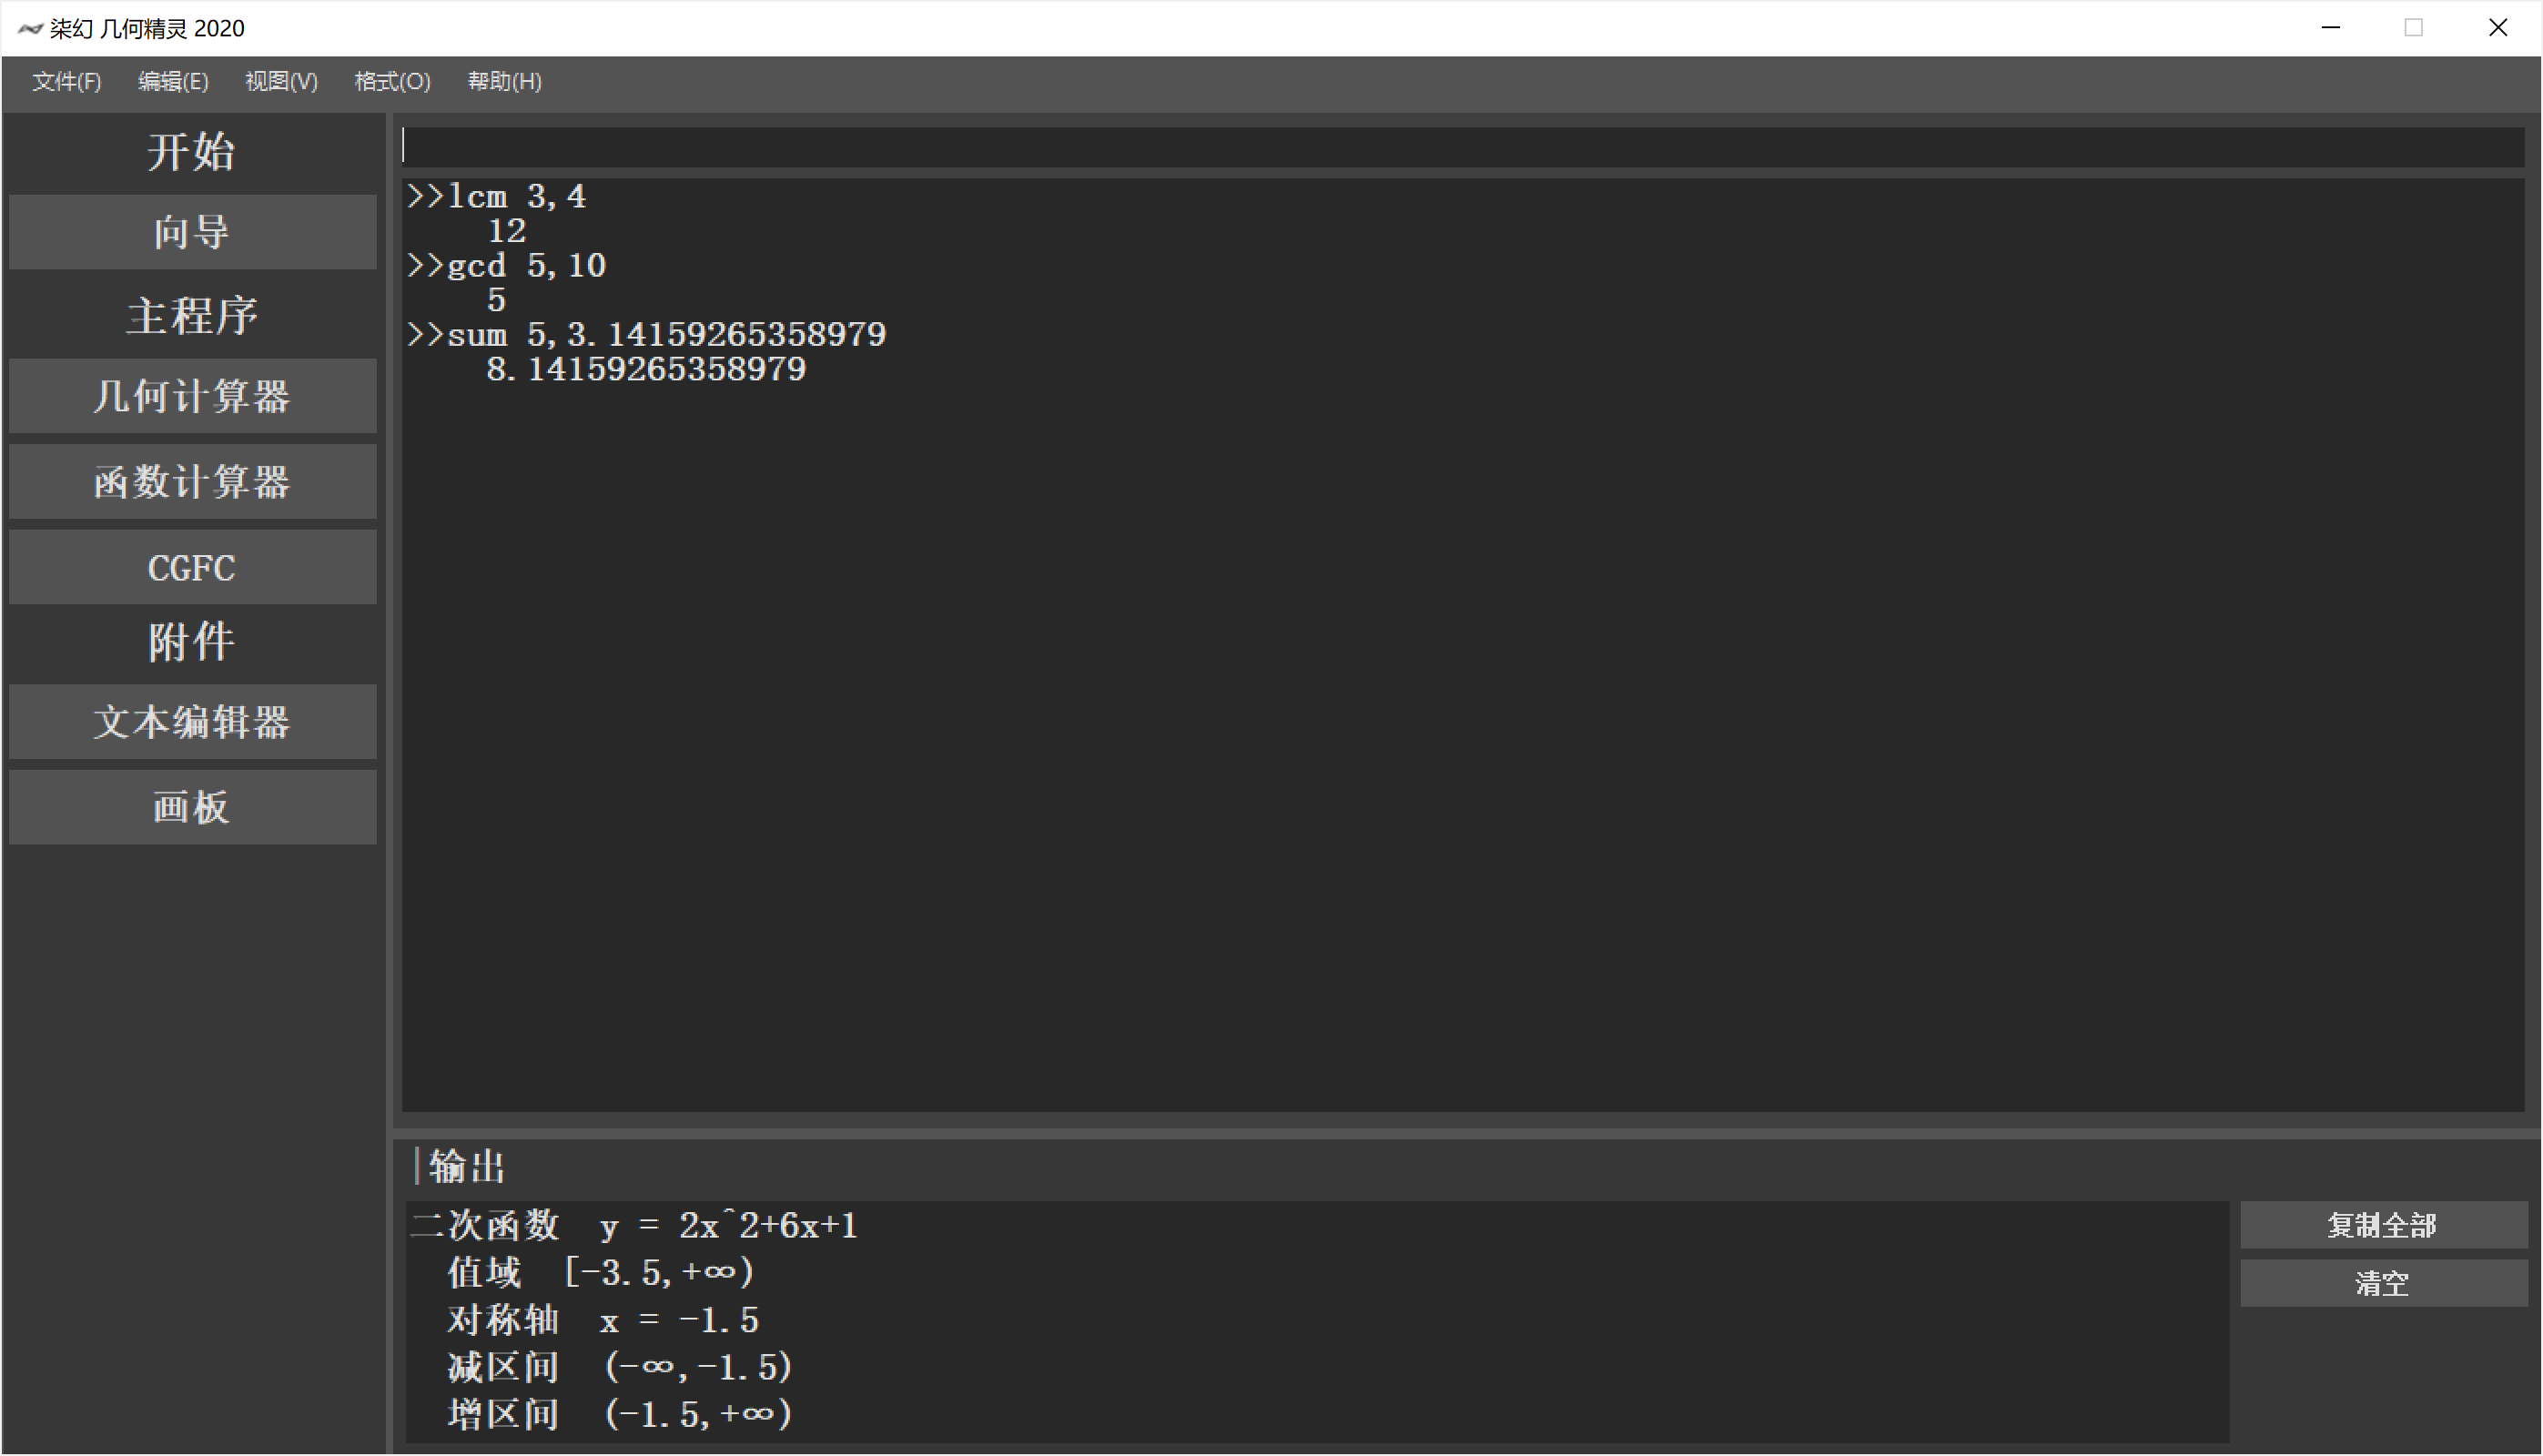 柒幻 几何精灵 2020
文件(F) 编辑(E) 视图(V) 格式(O) 帮助(H)
开始
向导
主程序
几何计算器
函数计算器
CGFC
附件
文本编辑器
画板
>>lcm 3,4
12
>>gcd 5,10
5
>>sum 5,3.14159265358979
8.14159265358979
输出
二次函数 y = 2x^2+6x+1
值域 [-3.5,+∞)
对称轴 x = -1.5
减区间 (-∞,-1.5)
增区间 (-1.5,+∞)
复制全部
清空